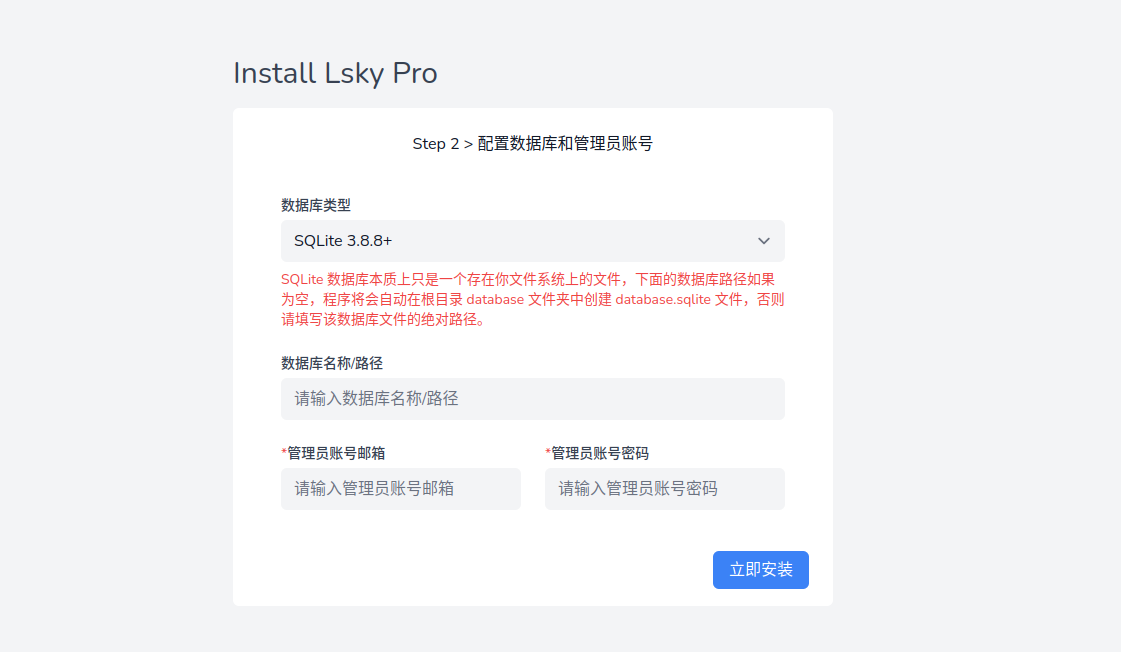 Install Lsky Pro
Step 2 > 配置数据库和管理员账号
数据库类型
SQLite 3.8.8+
SQLite 数据库本质上只是一个存在你文件系统上的文件，下面的数据库路径如果
为空，程序将会自动在根目录 database 文件夹中创建 database.sqlite 文件，否则
请填写该数据库文件的绝对路径。
数据库名称/路径
请输入数据库名称/路径
*管理员账号邮箱
*管理员账号密码
请输入管理员账号邮箱
请输入管理员账号密码
立即安装